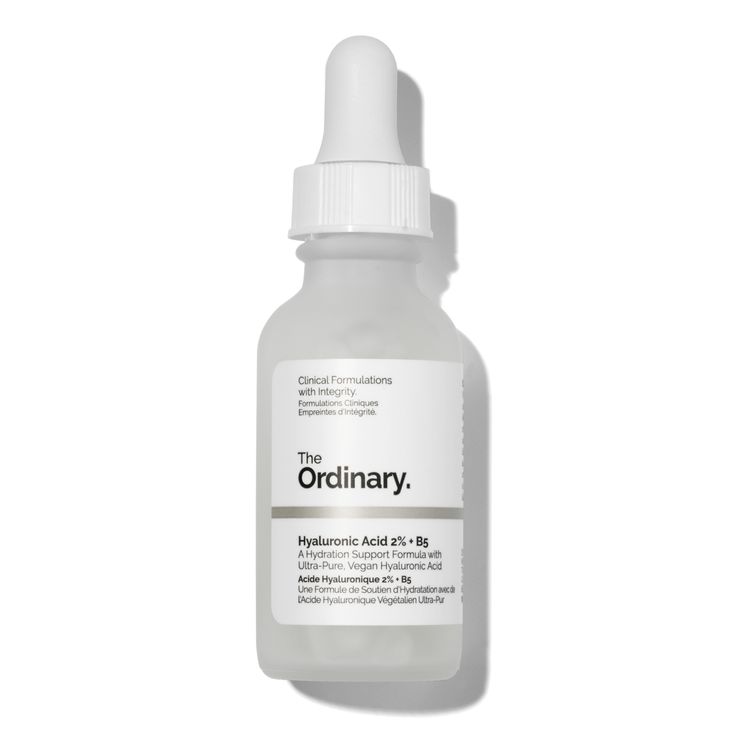 Clinical Formulations
with Integrity.
Formulations Cliniques
Empreintes d'Intégrité.
The
Ordinary.
Hyaluronic Acid 2% + B5
A Hydration Support Formula with
Ultra-Pure, Vegan Hyaluronic Acid
Acide Hyaluronique 2% + B5
Une Formule de Soutien d'Hydratation avec de
l'Acide Hyaluronique Végétalien Ultra-Pur